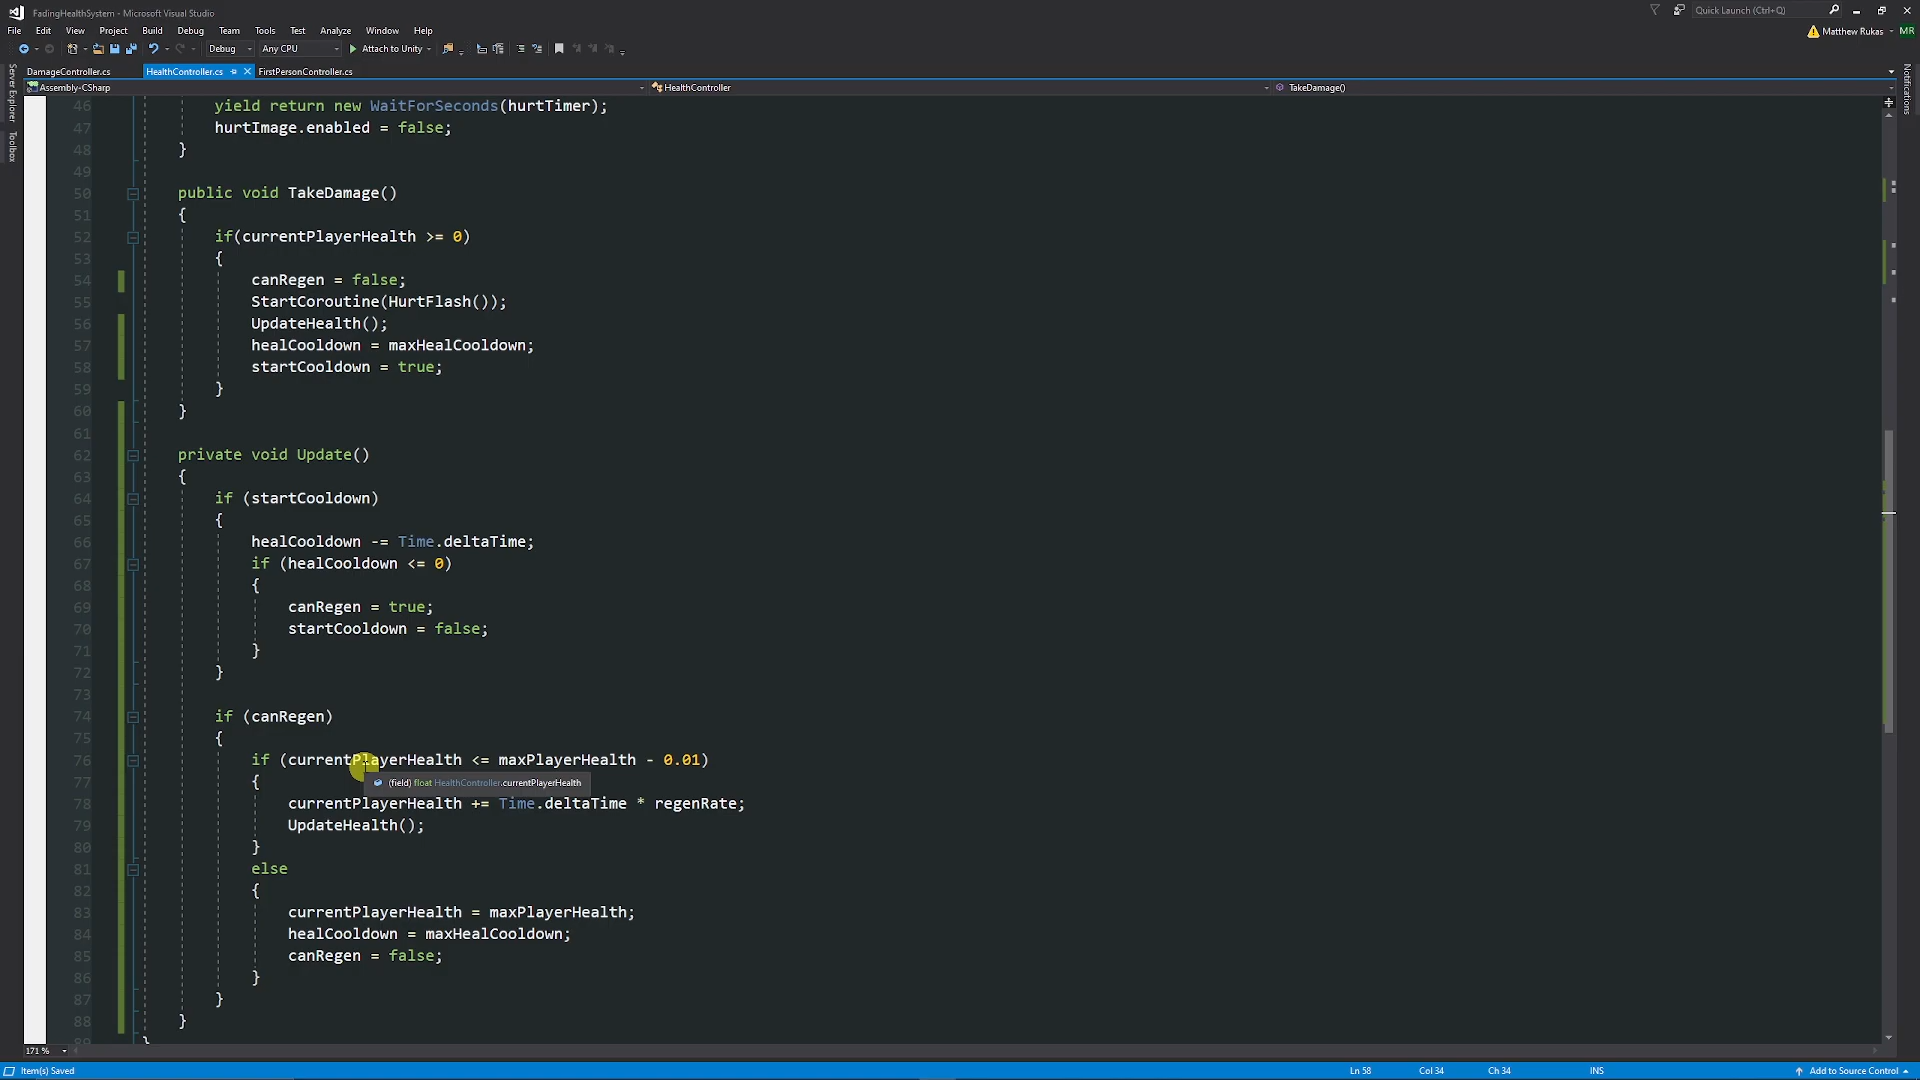 FadingHealthSystem - Microsoft Visual Studio
Quick Launch (Ctrl+Q)
File Edit View Project Build Debug Team Tools Test Analyze Window Help
Matthew Rukas MR
Debug Any CPU Attach to Unity
DamageController.cs HealthController.cs FirstPersonController.cs
Assembly-CSharp HealthController TakeDamage()
Server Explorer
Toolbox
Notifications
46 yield return new WaitForSeconds(hurtTimer);
47 hurtImage.enabled = false;
48 }
49
50 public void TakeDamage()
51 {
52 if(currentPlayerHealth >= 0)
53 {
54 canRegen = false;
55 StartCoroutine(HurtFlash());
56 UpdateHealth();
57 healCooldown = maxHealCooldown;
58 startCooldown = true;
59 }
60 }
61
62 private void Update()
63 {
64 if (startCooldown)
65 {
66 healCooldown -= Time.deltaTime;
67 if (healCooldown <= 0)
68 {
69 canRegen = true;
70 startCooldown = false;
71 }
72 }
73
74 if (canRegen)
75 {
76 if (currentPlayerHealth <= maxPlayerHealth - 0.01)
77 {
(field) float HealthController.currentPlayerHealth
78 currentPlayerHealth += Time.deltaTime * regenRate;
79 UpdateHealth();
80 }
81 else
82 {
83 currentPlayerHealth = maxPlayerHealth;
84 healCooldown = maxHealCooldown;
85 canRegen = false;
86 }
87 }
88 }
89 }
171 %
Item(s) Saved Ln 58 Col 34 Ch 34 INS Add to Source Control